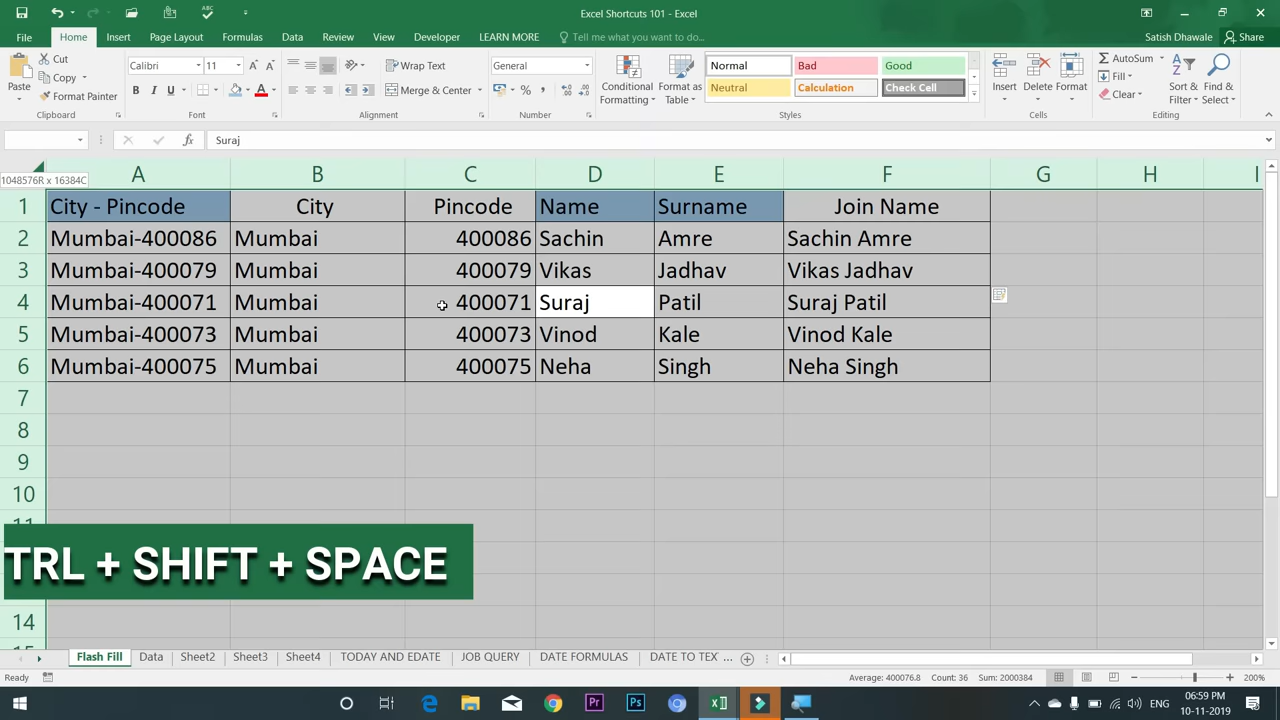 Excel Shortcuts 101 - Excel
File Home Insert Page Layout Formulas Data Review View Developer LEARN MORE Tell me what you want to do... Satish Dhawale Share
Cut
Copy
Format Painter
Paste
Clipboard
Calibri 11
B I U
Font
Wrap Text
Merge & Center
Alignment
General
%
Number
Conditional Formatting
Format as Table
Normal Bad Good
Neutral Calculation Check Cell
Styles
Insert Delete Format
Cells
AutoSum
Fill
Clear
Sort & Filter
Find & Select
Editing
fx Suraj
1048576R x 16384C
A B C D E F G H I
1 City - Pincode City Pincode Name Surname Join Name
2 Mumbai-400086 Mumbai 400086 Sachin Amre Sachin Amre
3 Mumbai-400079 Mumbai 400079 Vikas Jadhav Vikas Jadhav
4 Mumbai-400071 Mumbai 400071 Suraj Patil Suraj Patil
5 Mumbai-400073 Mumbai 400073 Vinod Kale Vinod Kale
6 Mumbai-400075 Mumbai 400075 Neha Singh Neha Singh
7
8
9
10
TRL + SHIFT + SPACE
14
Flash Fill Data Sheet2 Sheet3 Sheet4 TODAY AND EDATE JOB QUERY DATE FORMULAS DATE TO TEX ...
Ready Average: 400076.8 Count: 36 Sum: 2000384 200%
ENG 06:59 PM
10-11-2019